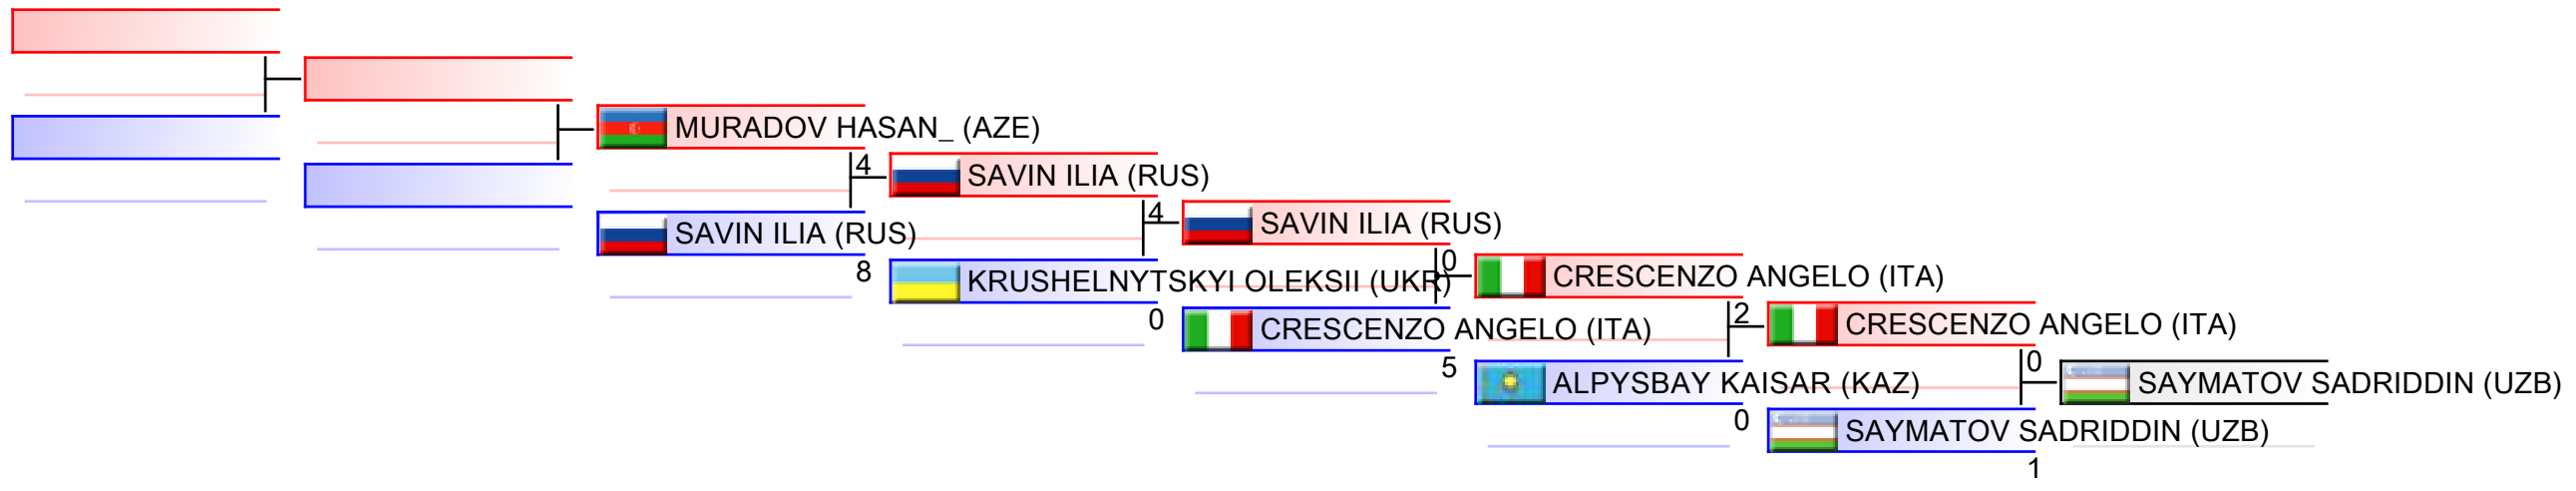 MURADOV HASAN_ (AZE)
4
SAVIN ILIA (RUS)
8
SAVIN ILIA (RUS)
4
KRUSHELNYTSKYI OLEKSII (UKR)
0
SAVIN ILIA (RUS)
0
CRESCENZO ANGELO (ITA)
5
CRESCENZO ANGELO (ITA)
2
ALPYSBAY KAISAR (KAZ)
0
CRESCENZO ANGELO (ITA)
0
SAYMATOV SADRIDDIN (UZB)
1
SAYMATOV SADRIDDIN (UZB)